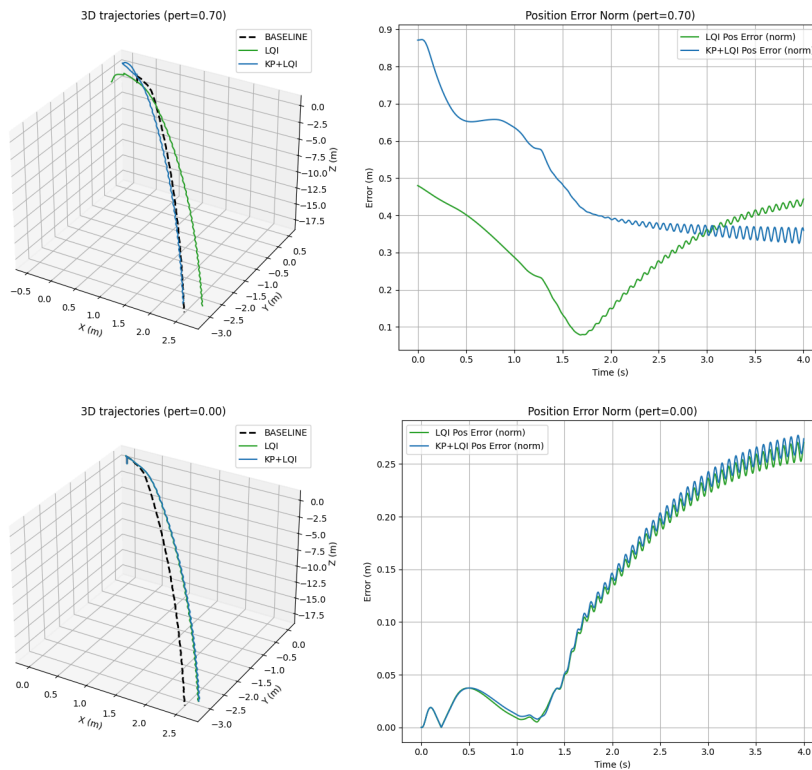 3D trajectories (pert=0.70)
BASELINE
LQI
KP+LQI
0.0
−2.5
−5.0
−7.5
−10.0
−12.5
−15.0
−17.5
Z (m)
0.5
0.0
−0.5
−1.0
−1.5
−2.0
−2.5
−3.0
Y (m)
−0.5
0.0
0.5
1.0
1.5
2.0
2.5
X (m)
Position Error Norm (pert=0.70)
LQI Pos Error (norm)
KP+LQI Pos Error (norm)
0.9
0.8
0.7
0.6
0.5
0.4
0.3
0.2
0.1
Error (m)
0.0 0.5 1.0 1.5 2.0 2.5 3.0 3.5 4.0
Time (s)
3D trajectories (pert=0.00)
BASELINE
LQI
KP+LQI
0.0
−2.5
−5.0
−7.5
−10.0
−12.5
−15.0
−17.5
Z (m)
0.0
−0.5
−1.0
−1.5
−2.0
−2.5
−3.0
Y (m)
0.0
0.5
1.0
1.5
2.0
2.5
X (m)
Position Error Norm (pert=0.00)
LQI Pos Error (norm)
KP+LQI Pos Error (norm)
0.25
0.20
0.15
0.10
0.05
0.00
Error (m)
0.0 0.5 1.0 1.5 2.0 2.5 3.0 3.5 4.0
Time (s)